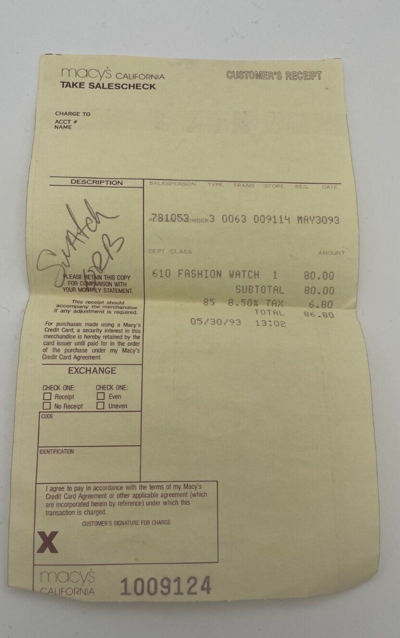 macy's CALIFORNIA
CUSTOMER'S RECEIPT
TAKE SALESCHECK
CHARGE TO
ACCT #
NAME
DESCRIPTION
SALESPERSON TYPE TRANS STORE REG DATE
781053 3 0063 009114 MAY3093
Swatch
DEPT CLASS AMOUNT
610 FASHION WATCH 1 80.00
SUBTOTAL 80.00
85 8.50% TAX 6.80
TOTAL 86.80
05/30/93 13:02
PLEASE RETAIN THIS COPY
FOR COMPARISON WITH
YOUR MONTHLY STATEMENT.
This receipt should
accompany the merchandise
if any adjustment is required.
For purchases made using a Macy's
Credit Card, a security interest in this
merchandise is hereby retained by the
card issuer until paid for in the order
of the purchase under my Macy's
Credit Card Agreement.
EXCHANGE
CHECK ONE: CHECK ONE:
Receipt Even
No Receipt Uneven
CODE
IDENTIFICATION
I agree to pay in accordance with the terms of my Macy's
Credit Card Agreement or other applicable agreement (which
are incorporated herein by reference) under which this
transaction is charged.
CUSTOMER'S SIGNATURE FOR CHARGE
X
macy's
CALIFORNIA
1009124